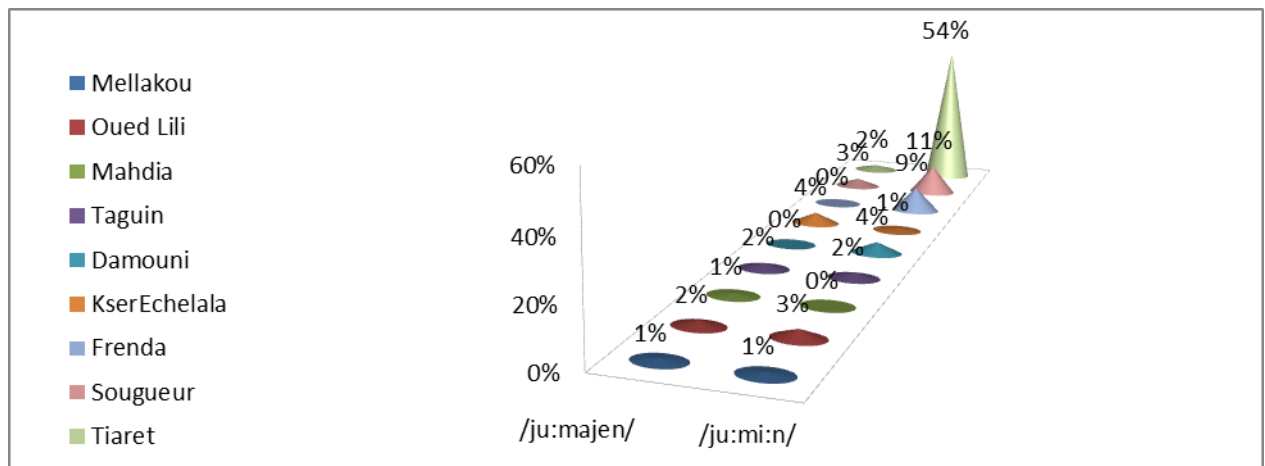 54%
Mellakou
Oued Lili
Mahdia
Taguin
Damouni
KserEchelala
Frenda
Sougueur
Tiaret
60%
40%
20%
0%
2%
3%
0%
4%
0%
2%
1%
2%
1%
11%
9%
1%
4%
2%
0%
3%
1%
/ju:majen/
/ju:mi:n/